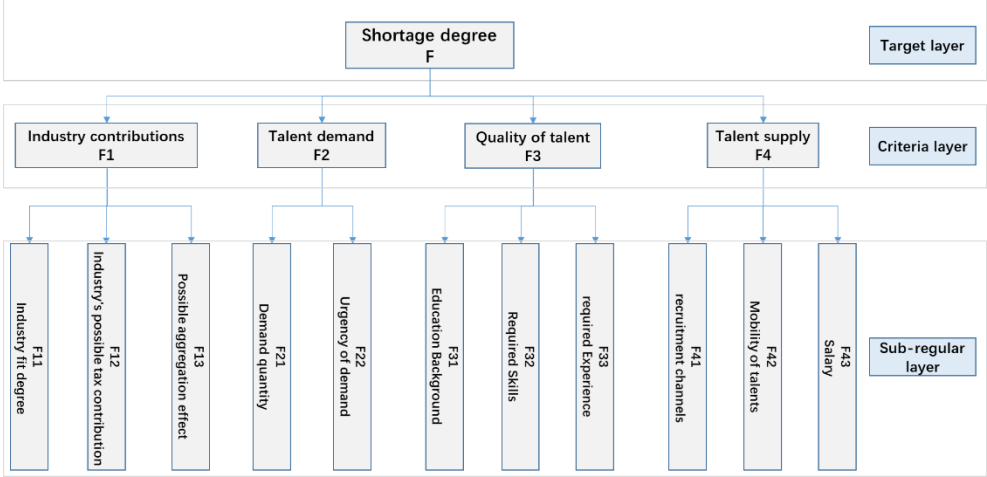 Shortage degree
F
Target layer
Industry contributions
F1
Talent demand
F2
Quality of talent
F3
Talent supply
F4
Criteria layer
F11
Industry fit degree
F12
Industry's possible tax contribution
F13
Possible aggregation effect
F21
Demand quantity
F22
Urgency of demand
F31
Education Background
F32
Required Skills
F33
required Experience
F41
recruitment channels
F42
Mobility of talents
F43
Salary
Sub-regular
layer